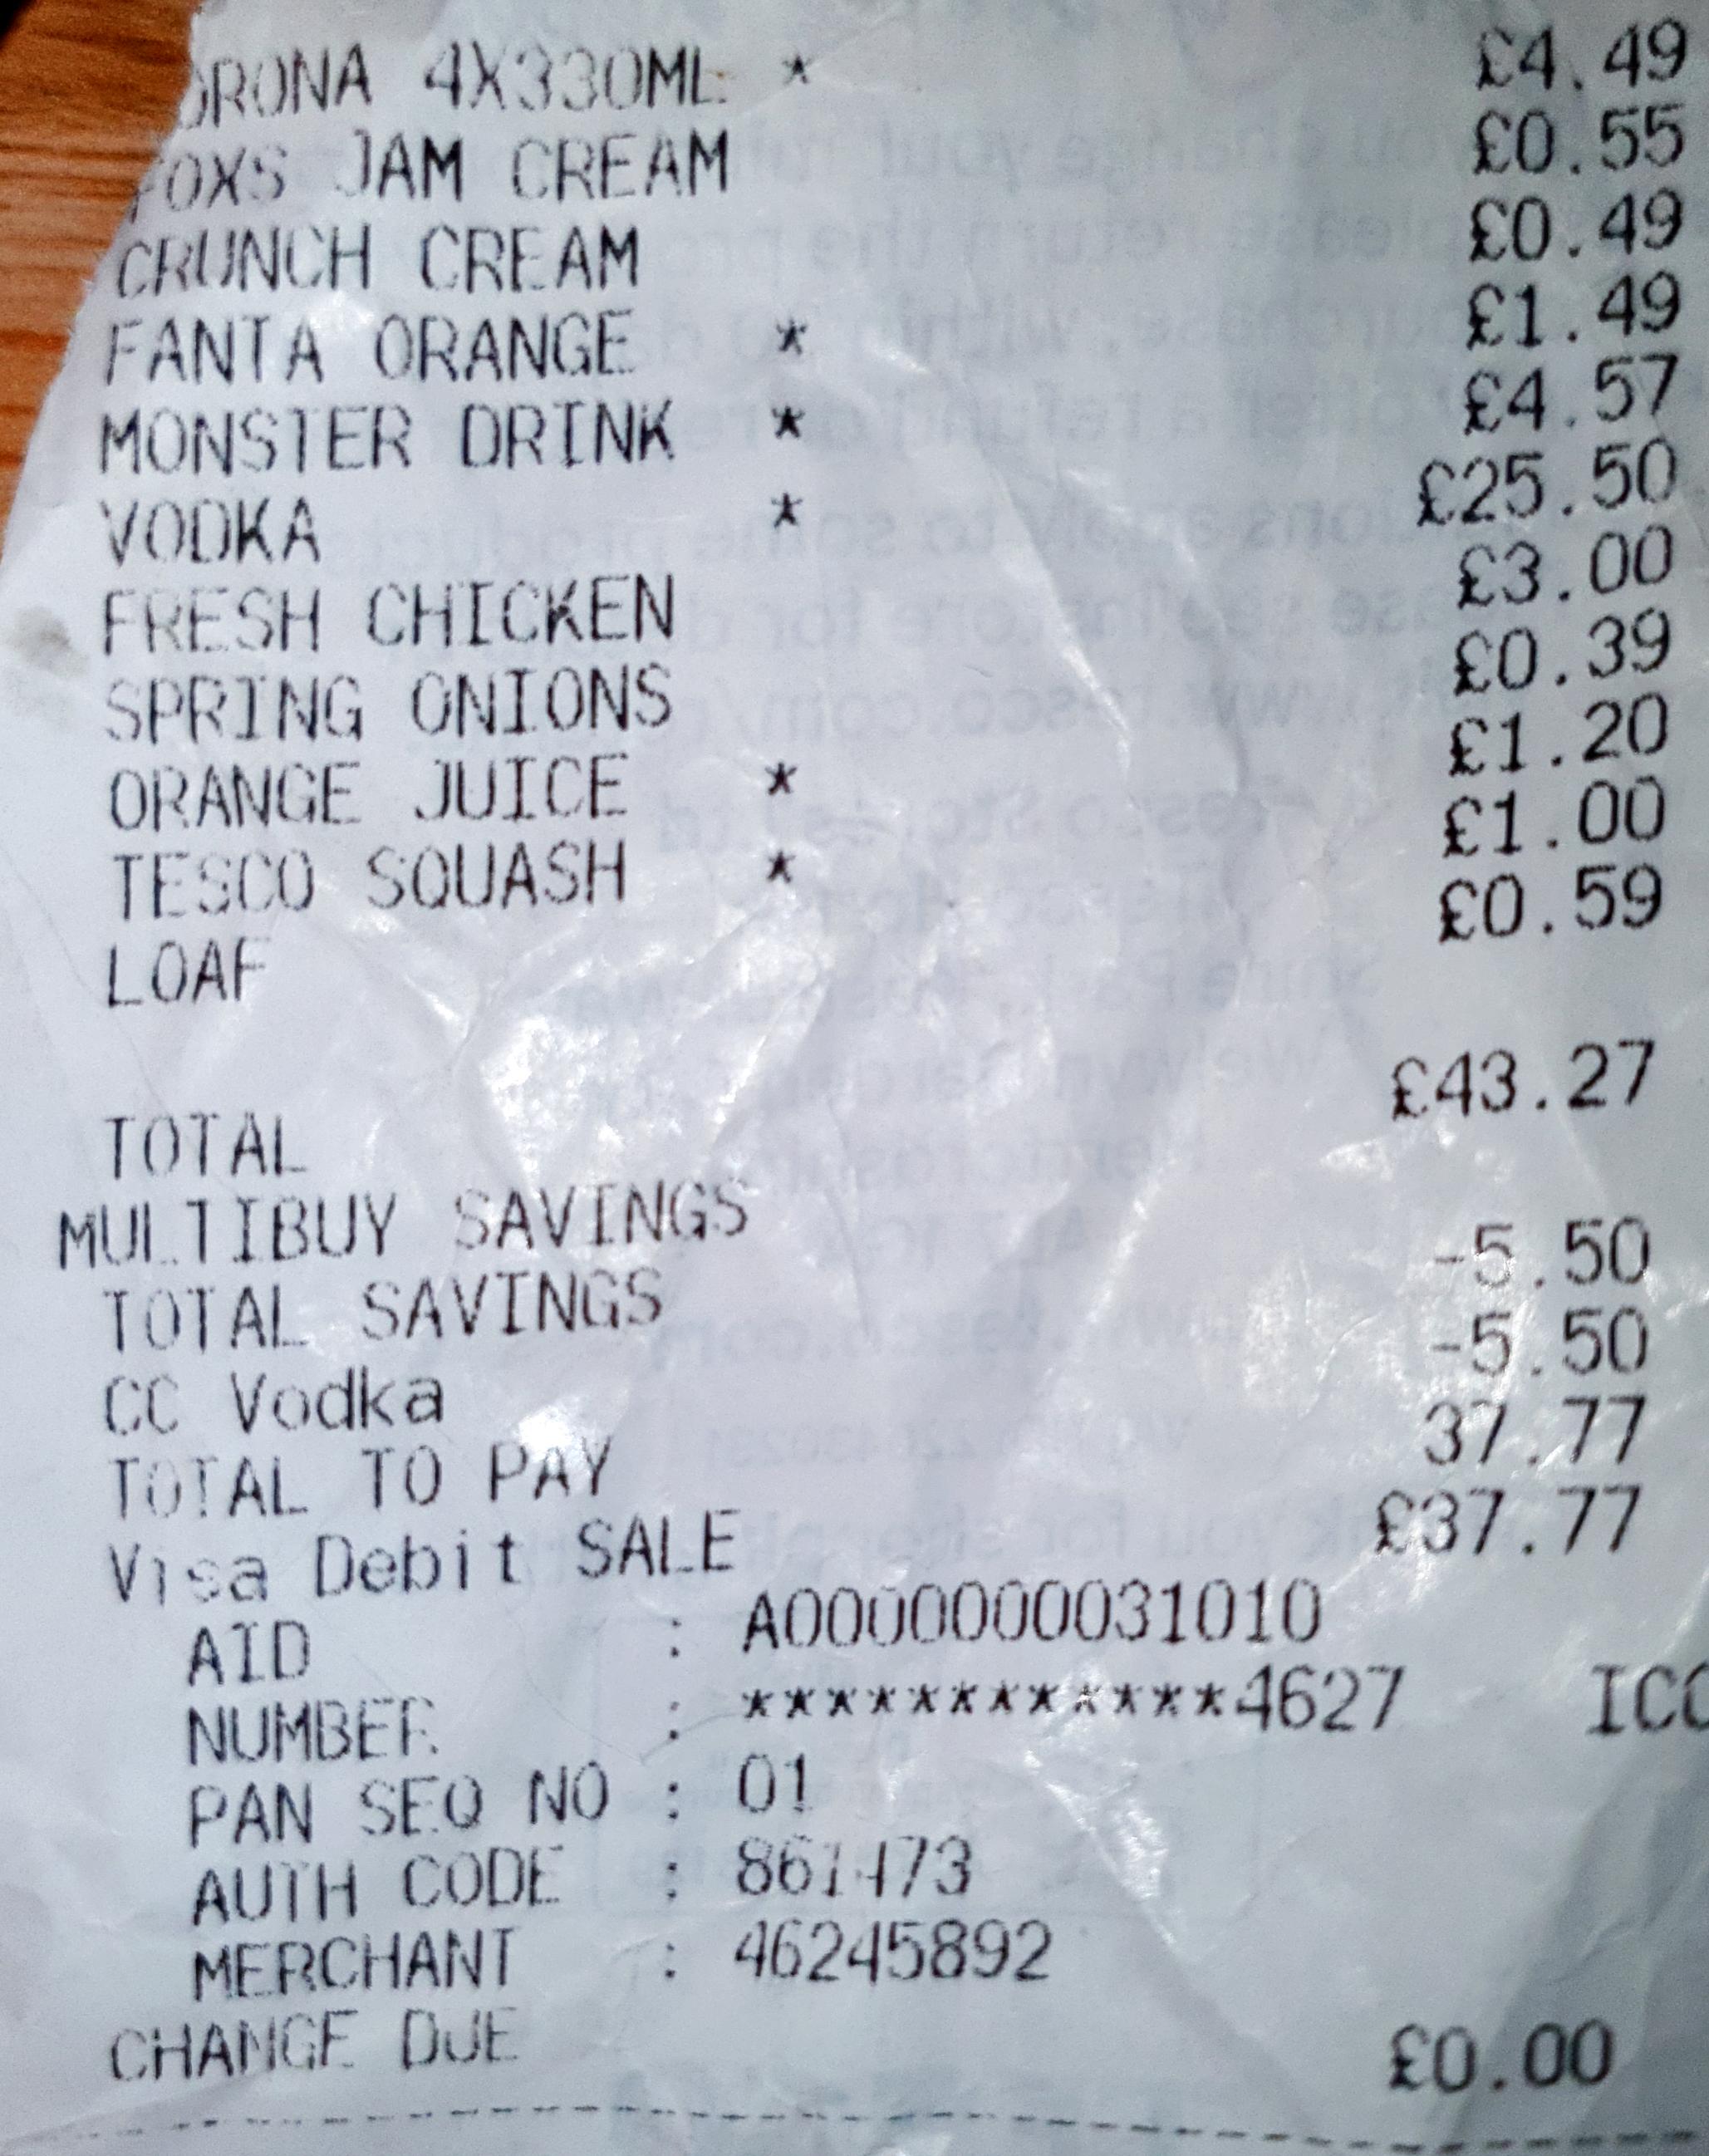 ORONA 4X330ML * £4.49
FOXS JAM CREAM £0.55
CRUNCH CREAM £0.49
FANTA ORANGE * £1.49
MONSTER DRINK * £4.57
VODKA * £25.50
FRESH CHICKEN £3.00
SPRING ONIONS £0.39
ORANGE JUICE * £1.20
TESCO SQUASH * £1.00
LOAF £0.59
TOTAL £43.27
MULTIBUY SAVINGS
TOTAL SAVINGS -5.50
CC Vodka -5.50
TOTAL TO PAY 37.77
Visa Debit SALE £37.77
AID : A0000000031010
NUMBER : ************4627 ICC
PAN SEQ NO : 01
AUTH CODE : 861473
MERCHANT : 46245892
CHANGE DUE £0.00